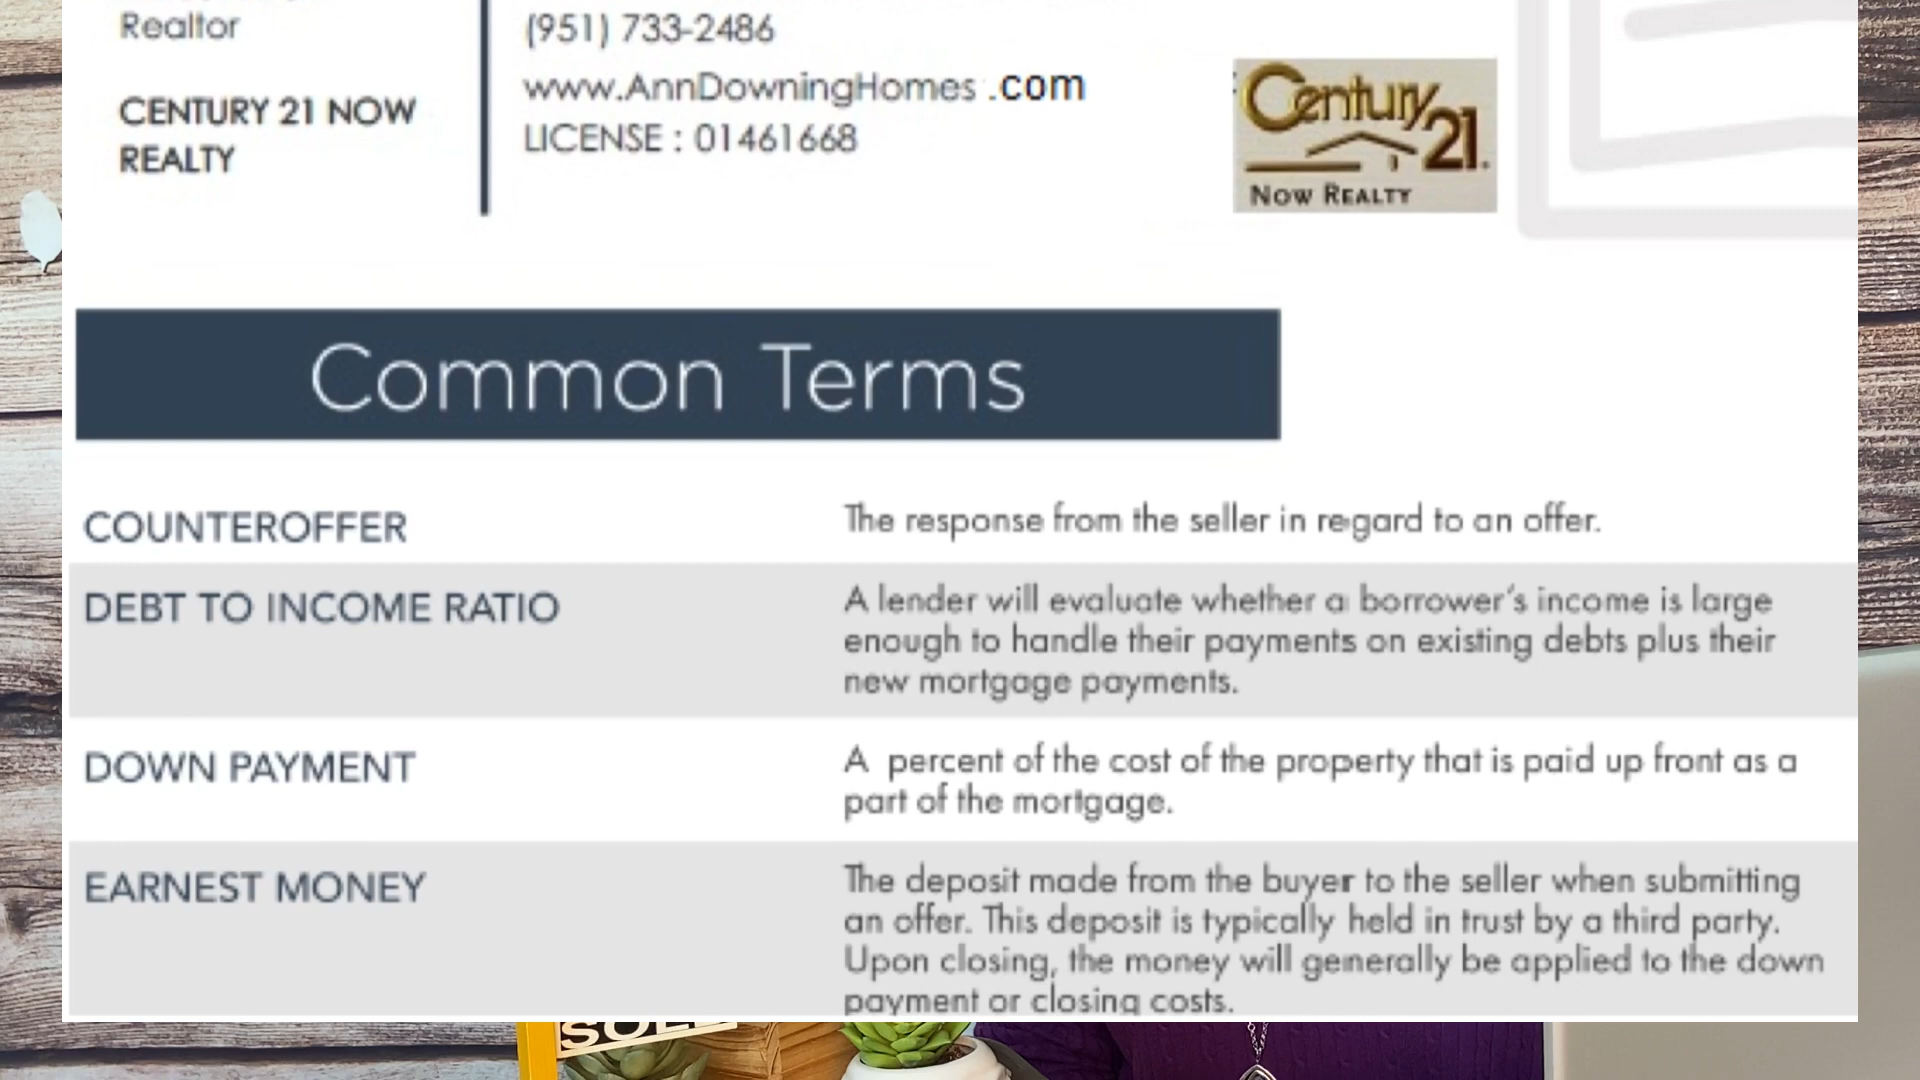 Realtor
(951) 733-2486
www.AnnDowningHomes .com
CENTURY 21 NOW
REALTY
LICENSE : 01461668
Century 21.
NOW REALTY
Common Terms
COUNTEROFFER
The response from the seller in regard to an offer.
DEBT TO INCOME RATIO
A lender will evaluate whether a borrower's income is large
enough to handle their payments on existing debts plus their
new mortgage payments.
DOWN PAYMENT
A percent of the cost of the property that is paid up front as a
part of the mortgage.
EARNEST MONEY
The deposit made from the buyer to the seller when submitting
an offer. This deposit is typically held in trust by a third party.
Upon closing, the money will generally be applied to the down
payment or closing costs.